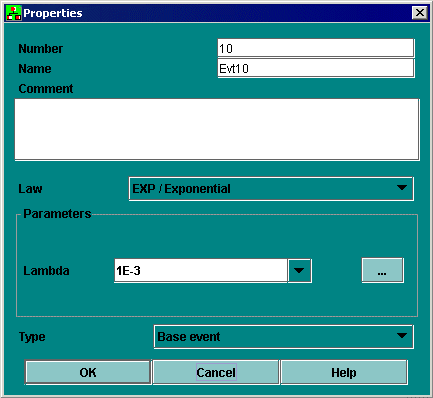 Properties
Number 10
Name Evt10
Comment
Law EXP / Exponential
Parameters
Lambda 1E-3 ...
Type Base event
OK Cancel Help